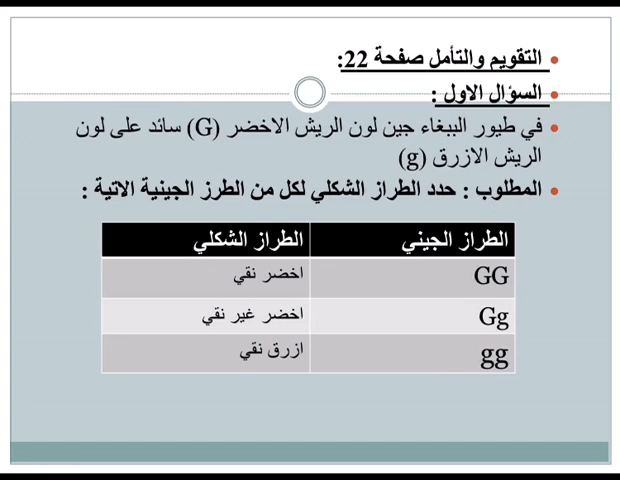 التقويم والتأمل صفحة 22:
السؤال الاول :
في طيور الببغاء جين لون الريش الاخضر (G) سائد على لون
الريش الازرق (g)
المطلوب : حدد الطراز الشكلي لكل من الطرز الجينية الاتية :
الطراز الجيني الطراز الشكلي
GG اخضر نقي
Gg اخضر غير نقي
gg ازرق نقي